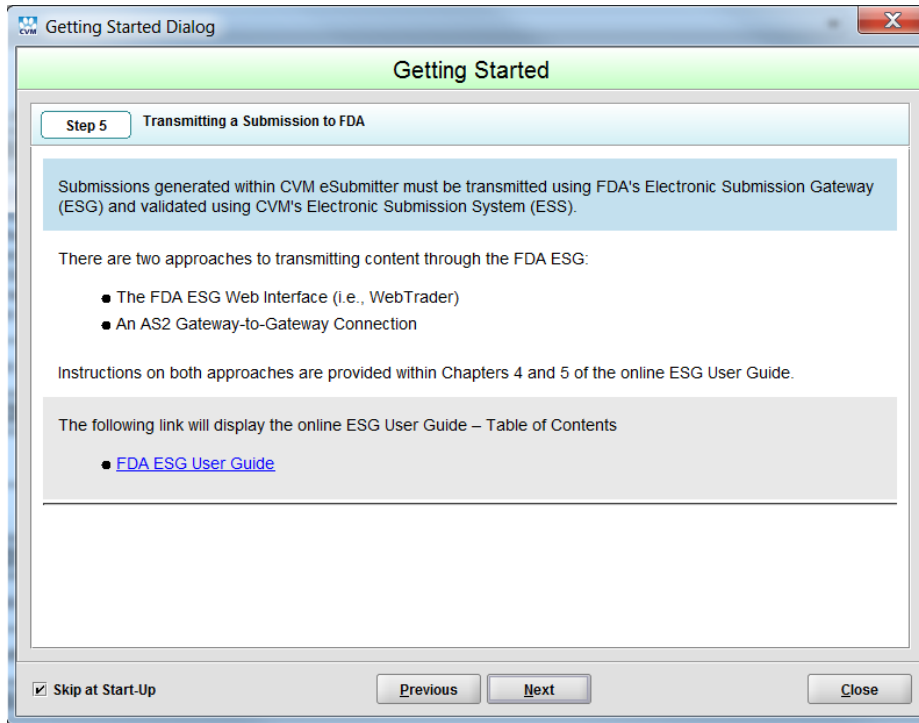 CVM
Getting Started Dialog
X
Getting Started
Step 5
Transmitting a Submission to FDA
Submissions generated within CVM eSubmitter must be transmitted using FDA's Electronic Submission Gateway
(ESG) and validated using CVM's Electronic Submission System (ESS).
There are two approaches to transmitting content through the FDA ESG:
● The FDA ESG Web Interface (i.e., WebTrader)
● An AS2 Gateway-to-Gateway Connection
Instructions on both approaches are provided within Chapters 4 and 5 of the online ESG User Guide.
The following link will display the online ESG User Guide – Table of Contents
● FDA ESG User Guide
Skip at Start-Up
Previous
Next
Close